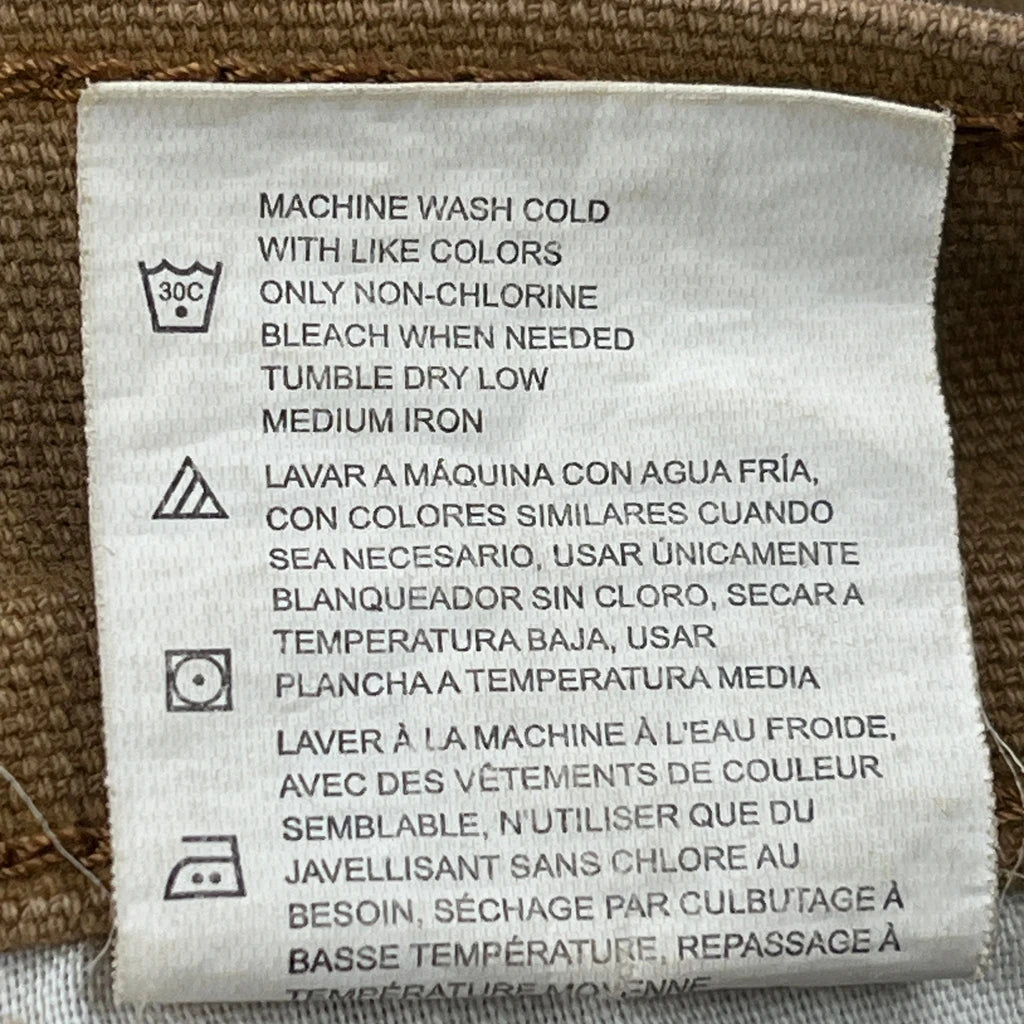 MACHINE WASH COLD
WITH LIKE COLORS
ONLY NON-CHLORINE
BLEACH WHEN NEEDED
TUMBLE DRY LOW
MEDIUM IRON
30C
LAVAR A MÁQUINA CON AGUA FRÍA,
CON COLORES SIMILARES CUANDO
SEA NECESARIO, USAR ÚNICAMENTE
BLANQUEADOR SIN CLORO, SECAR A
TEMPERATURA BAJA, USAR
PLANCHA A TEMPERATURA MEDIA
LAVER À LA MACHINE À L'EAU FROIDE,
AVEC DES VÊTEMENTS DE COULEUR
SEMBLABLE, N'UTILISER QUE DU
JAVELLISANT SANS CHLORE AU
BESOIN, SÉCHAGE PAR CULBUTAGE À
BASSE TEMPÉRATURE, REPASSAGE À
TEMPÉRATURE MOYENNE